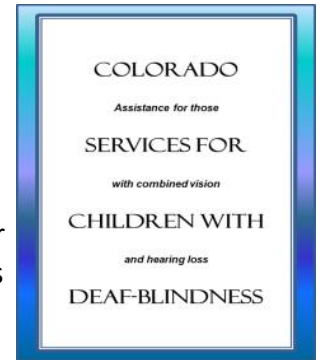 COLORADO
Assistance for those
SERVICES FOR
with combined vision
CHILDREN WITH
and hearing loss
DEAF-BLINDNESS